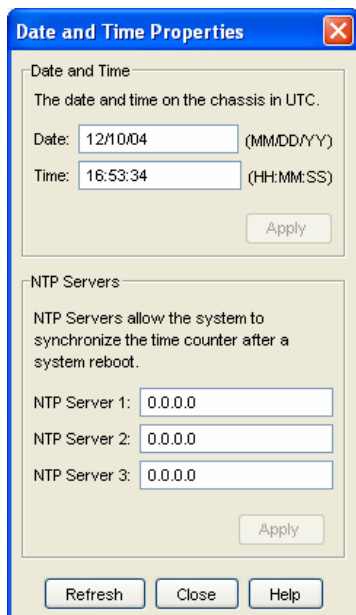 Date and Time Properties
Date and Time
The date and time on the chassis in UTC.
Date: 12/10/04 (MM/DD/YY)
Time: 16:53:34 (HH:MM:SS)
Apply
NTP Servers
NTP Servers allow the system to
synchronize the time counter after a
system reboot.
NTP Server 1: 0.0.0.0
NTP Server 2: 0.0.0.0
NTP Server 3: 0.0.0.0
Apply
Refresh Close Help